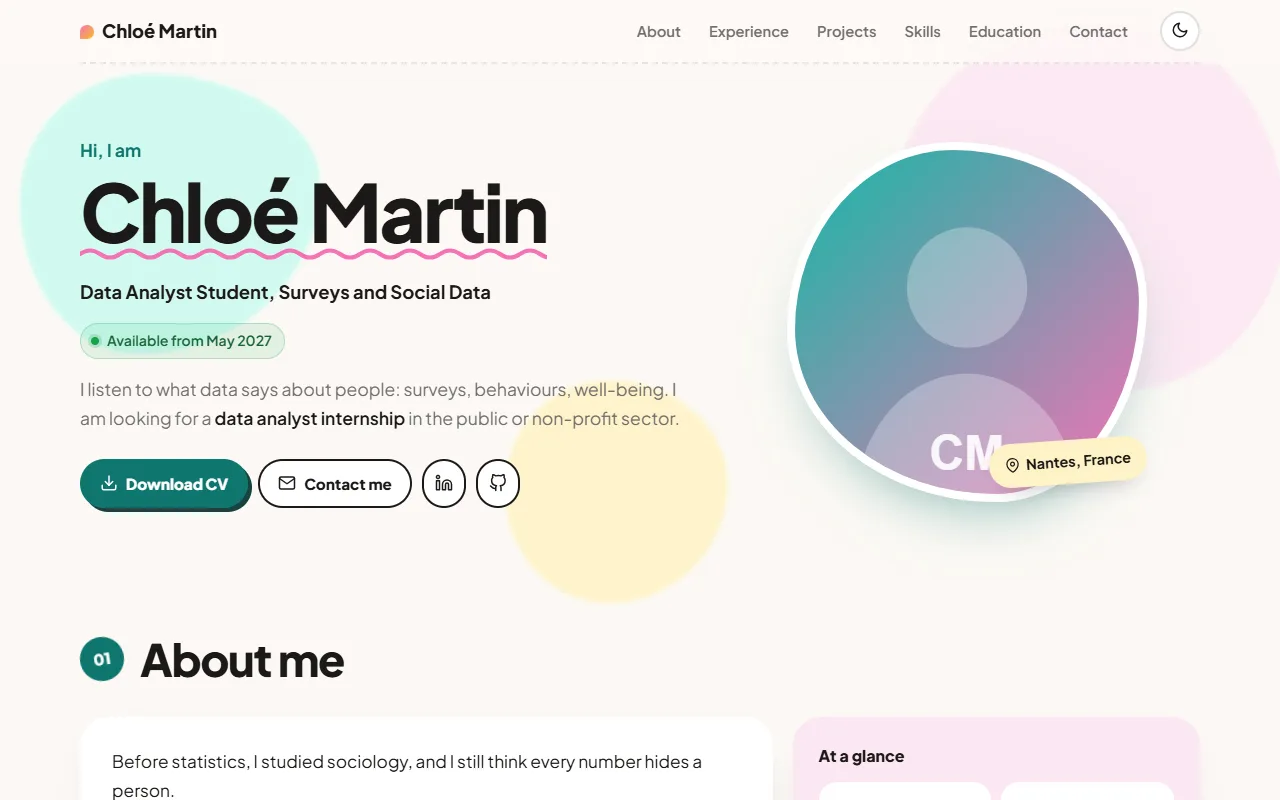 Chloé Martin
About
Experience
Projects
Skills
Education
Contact
Hi, I am
Chloé Martin
Data Analyst Student, Surveys and Social Data
Available from May 2027
I listen to what data says about people: surveys, behaviours, well-being. I
am looking for a data analyst internship in the public or non-profit sector.
Download CV
Contact me
in
CM
Nantes, France
01
About me
Before statistics, I studied sociology, and I still think every number hides a
person.
At a glance